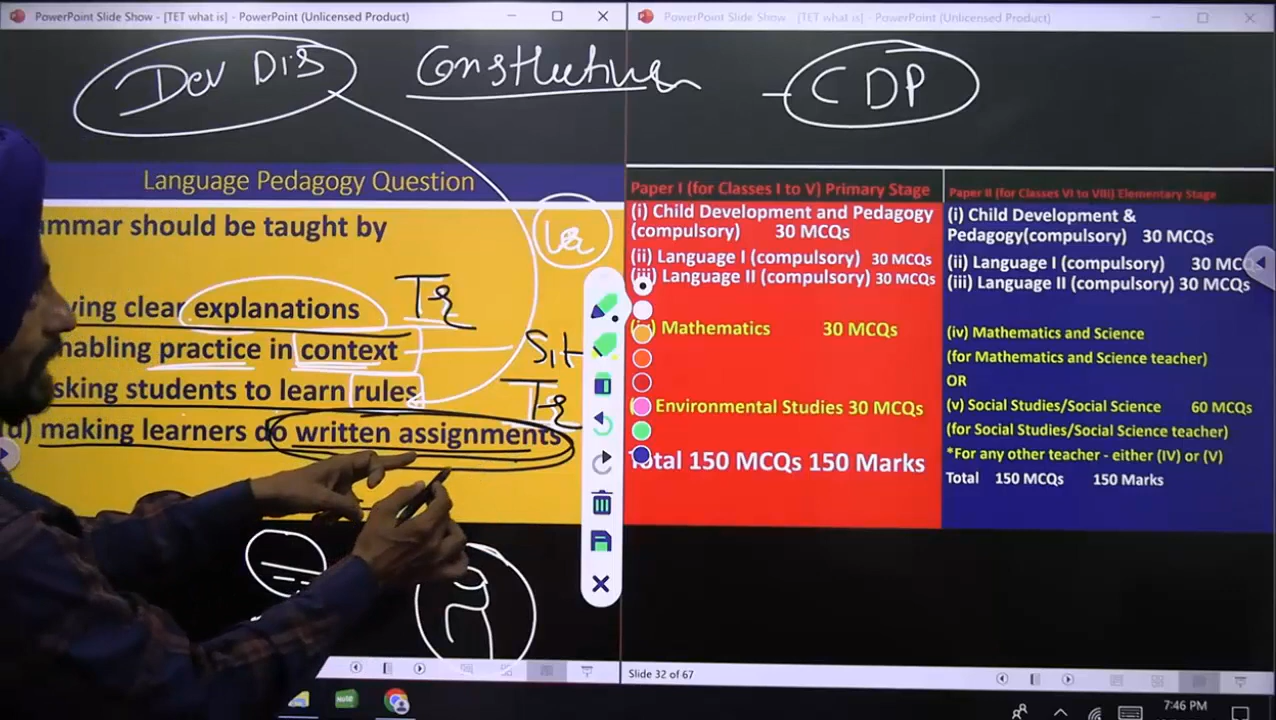 PowerPoint Slide Show - [TET what is] - PowerPoint (Unlicensed Product)
Dev Dis
CDP
Language Pedagogy Question
mmar should be taught by
ving clear explanations
Tr
nabling practice in context
Sit
sking students to learn rules
Tr
d) making learners do written assignments
PowerPoint Slide Show - [TET what is] - PowerPoint (Unlicensed Product)
Paper I (for Classes I to V) Primary Stage
(i) Child Development and Pedagogy
(compulsory) 30 MCQs
(ii) Language I (compulsory) 30 MCQs
(iii) Language II (compulsory) 30 MCQs
Mathematics 30 MCQs
Environmental Studies 30 MCQs
Total 150 MCQs 150 Marks
Paper II (for Classes VI to VIII) Elementary Stage
(i) Child Development &
Pedagogy(compulsory) 30 MCQs
(ii) Language I (compulsory) 30 MCQ
(iii) Language II (compulsory) 30 MCQs
(iv) Mathematics and Science
(for Mathematics and Science teacher)
OR
(v) Social Studies/Social Science 60 MCQs
(for Social Studies/Social Science teacher)
*For any other teacher - either (IV) or (V)
Total 150 MCQs 150 Marks
Slide 32 of 67
7:46 PM